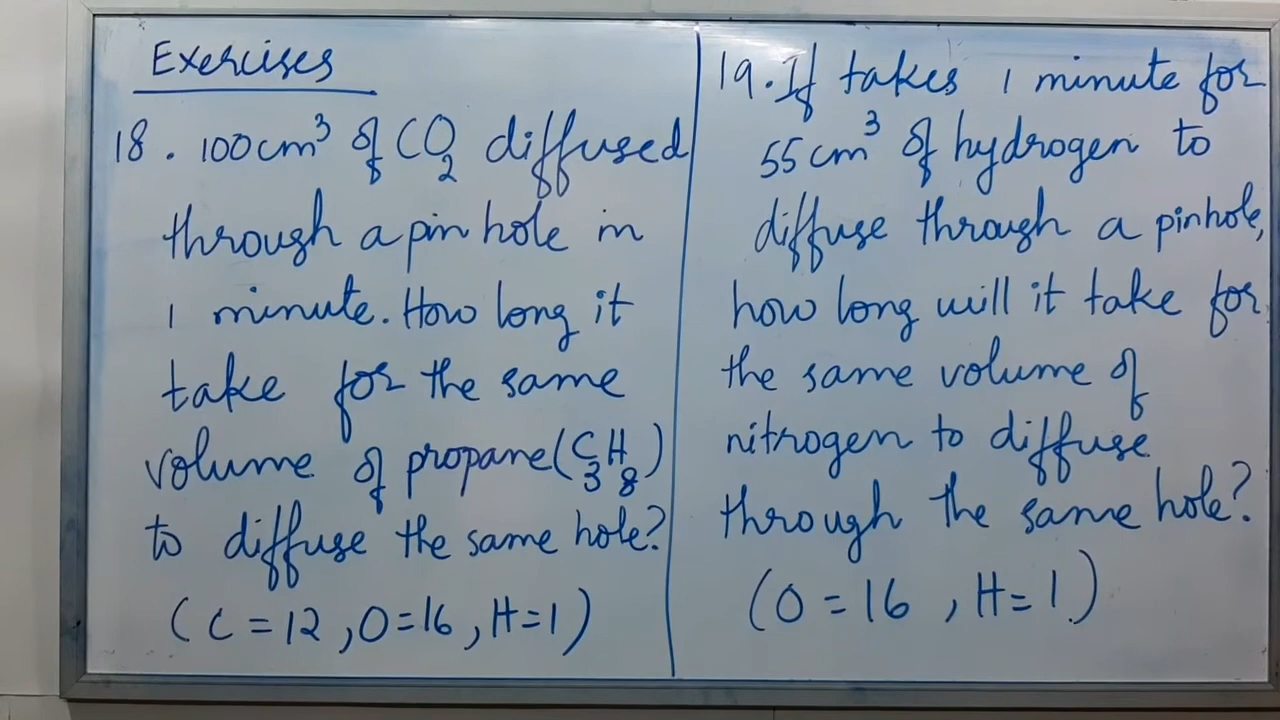 Exercises
18. 100cm³ of CO₂ diffused
through a pin hole in
1 minute. How long it
take for the same
volume of propane (C₃H₈)
to diffuse the same hole?
(C = 12, O=16, H=1)
19. If takes 1 minute for
55cm³ of hydrogen to
diffuse through a pinhole,
how long will it take for
the same volume of
nitrogen to diffuse
through the same hole?
(O = 16, H=1)